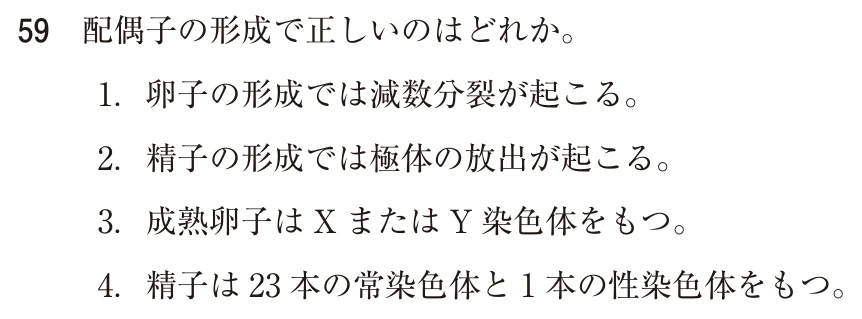 59 配偶子の形成で正しいのはどれか。
1. 卵子の形成では減数分裂が起こる。
2. 精子の形成では極体の放出が起こる。
3. 成熟卵子は X または Y 染色体をもつ。
4. 精子は 23 本の常染色体と 1 本の性染色体をもつ。